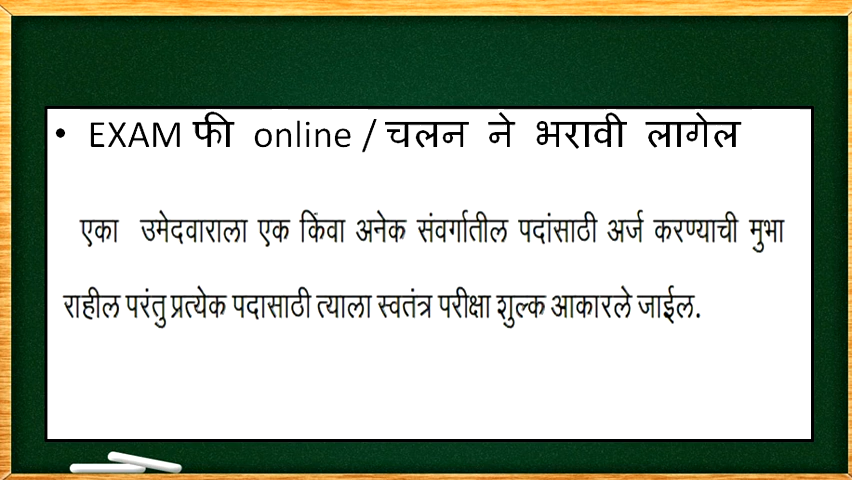 • EXAM फी online / चलन ने भरावी लागेल
एका उमेदवाराला एक किंवा अनेक संवर्गातील पदांसाठी अर्ज करण्याची मुभा
राहील परंतु प्रत्येक पदासाठी त्याला स्वतंत्र परीक्षा शुल्क आकारले जाईल.